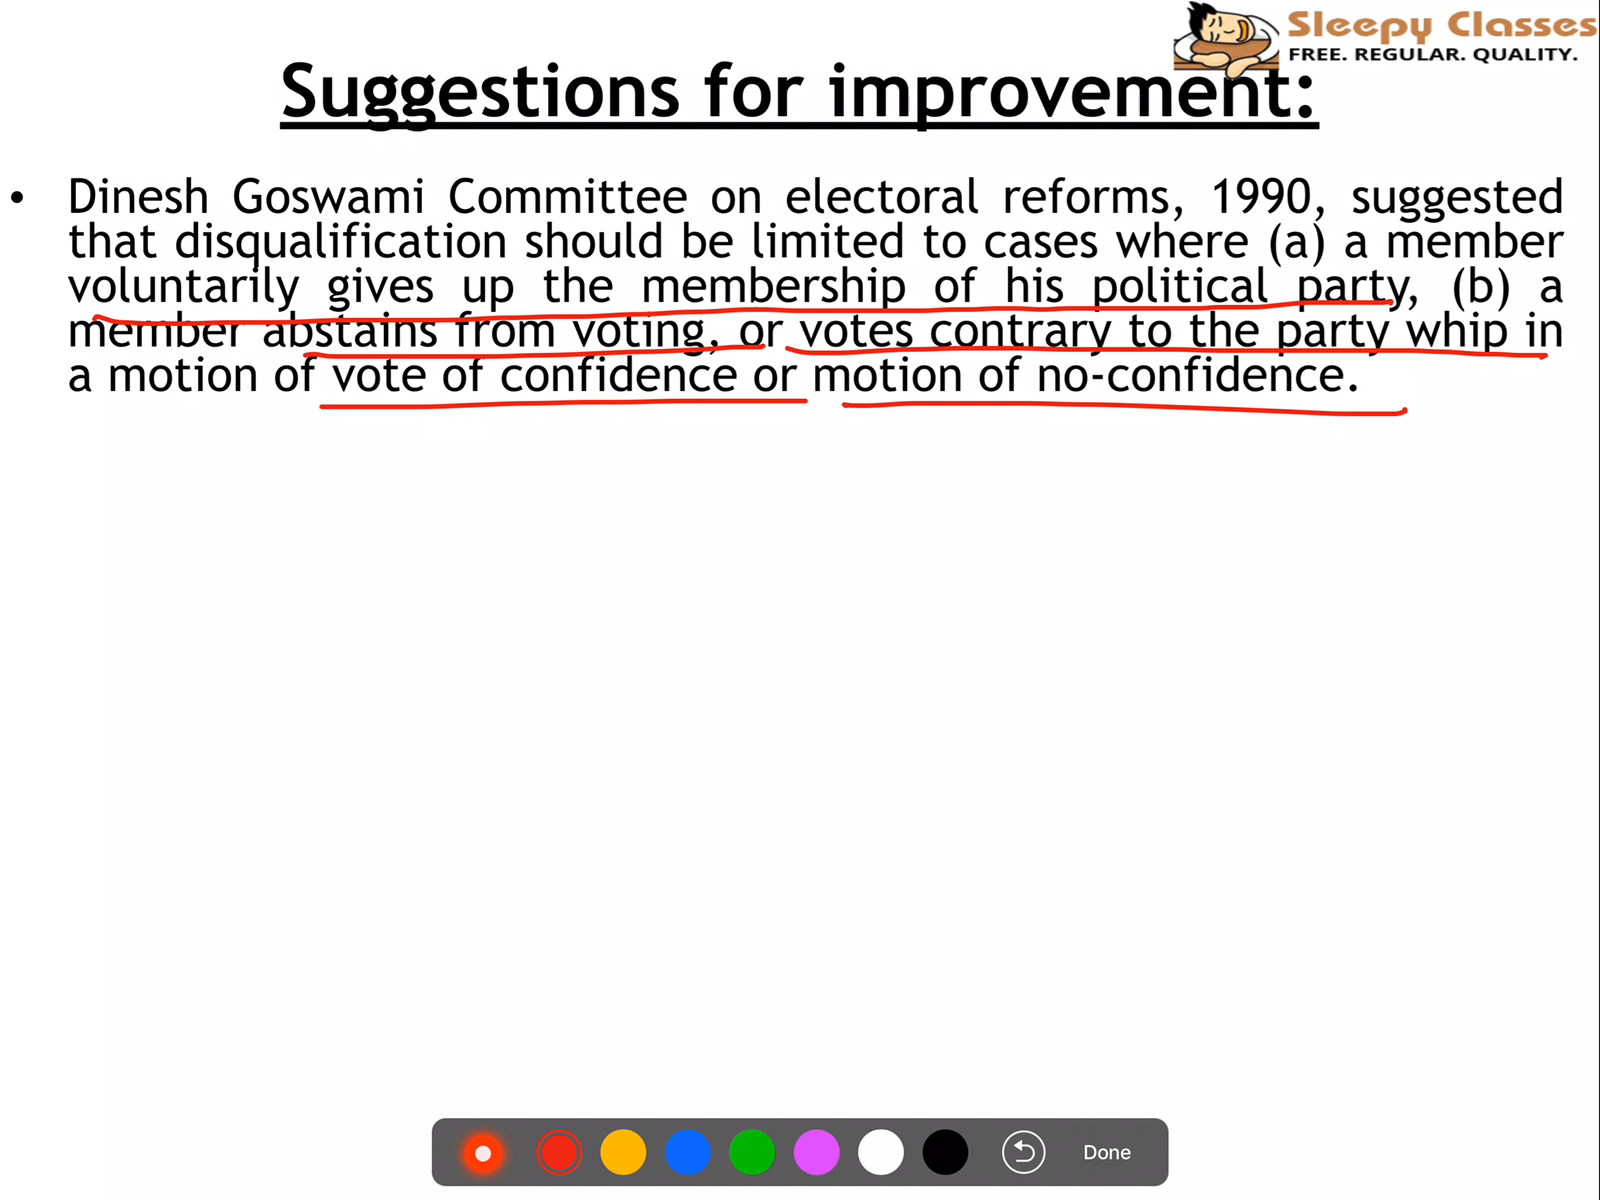 Sleepy Classes
FREE. REGULAR. QUALITY.
Suggestions for improvement:
• Dinesh Goswami Committee on electoral reforms, 1990, suggested
that disqualification should be limited to cases where (a) a member
voluntarily gives up the membership of his political party, (b) a
member abstains from voting, or votes contrary to the party whip in
a motion of vote of confidence or motion of no-confidence.
Done